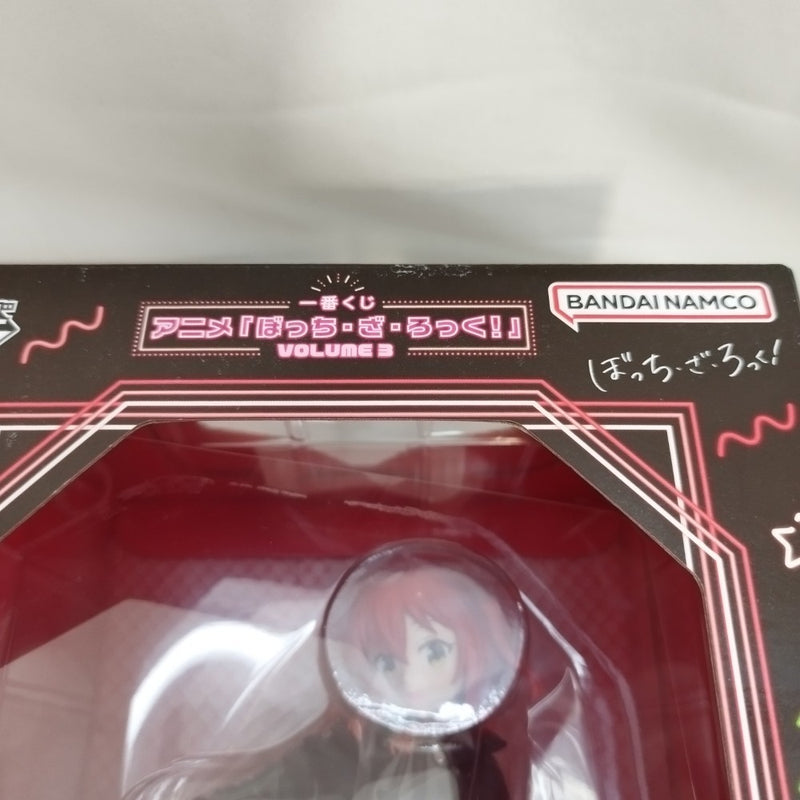 一番くじ
アニメ「ぼっち・ざ・ろっく!」
VOLUME 3
BANDAI NAMCO
ぼっち・ざ・ろっく!